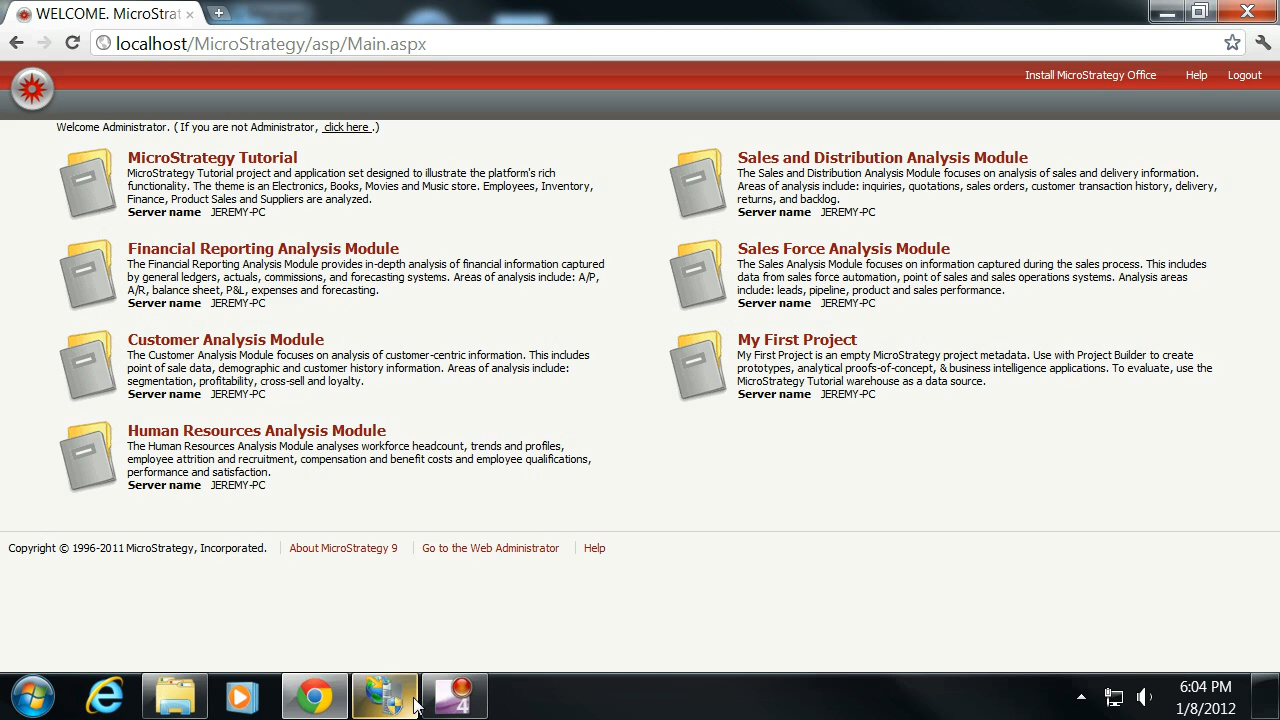 WELCOME. MicroStrat
localhost/MicroStrategy/asp/Main.aspx
Install MicroStrategy Office Help Logout
Welcome Administrator. ( If you are not Administrator, click here .)
MicroStrategy Tutorial
MicroStrategy Tutorial project and application set designed to illustrate the platform's rich
functionality. The theme is an Electronics, Books, Movies and Music store. Employees, Inventory,
Finance, Product Sales and Suppliers are analyzed.
Server name JEREMY-PC
Sales and Distribution Analysis Module
The Sales and Distribution Analysis Module focuses on analysis of sales and delivery information.
Areas of analysis include: inquiries, quotations, sales orders, customer transaction history, delivery,
returns, and backlog.
Server name JEREMY-PC
Financial Reporting Analysis Module
The Financial Reporting Analysis Module provides in-depth analysis of financial information captured
by general ledgers, actuals, commissions, and forecasting systems. Areas of analysis include: A/P,
A/R, balance sheet, P&L, expenses and forecasting.
Server name JEREMY-PC
Sales Force Analysis Module
The Sales Analysis Module focuses on information captured during the sales process. This includes
data from sales force automation, point of sales and sales operations systems. Analysis areas
include: leads, pipeline, product and sales performance.
Server name JEREMY-PC
Customer Analysis Module
The Customer Analysis Module focuses on analysis of customer-centric information. This includes
point of sale data, demographic and customer history information. Areas of analysis include:
segmentation, profitability, cross-sell and loyalty.
Server name JEREMY-PC
My First Project
My First Project is an empty MicroStrategy project metadata. Use with Project Builder to create
prototypes, analytical proofs-of-concept, & business intelligence applications. To evaluate, use the
MicroStrategy Tutorial warehouse as a data source.
Server name JEREMY-PC
Human Resources Analysis Module
The Human Resources Analysis Module analyses workforce headcount, trends and profiles,
employee attrition and recruitment, compensation and benefit costs and employee qualifications,
performance and satisfaction.
Server name JEREMY-PC
Copyright © 1996-2011 MicroStrategy, Incorporated. About MicroStrategy 9 Go to the Web Administrator Help
4
6:04 PM
1/8/2012